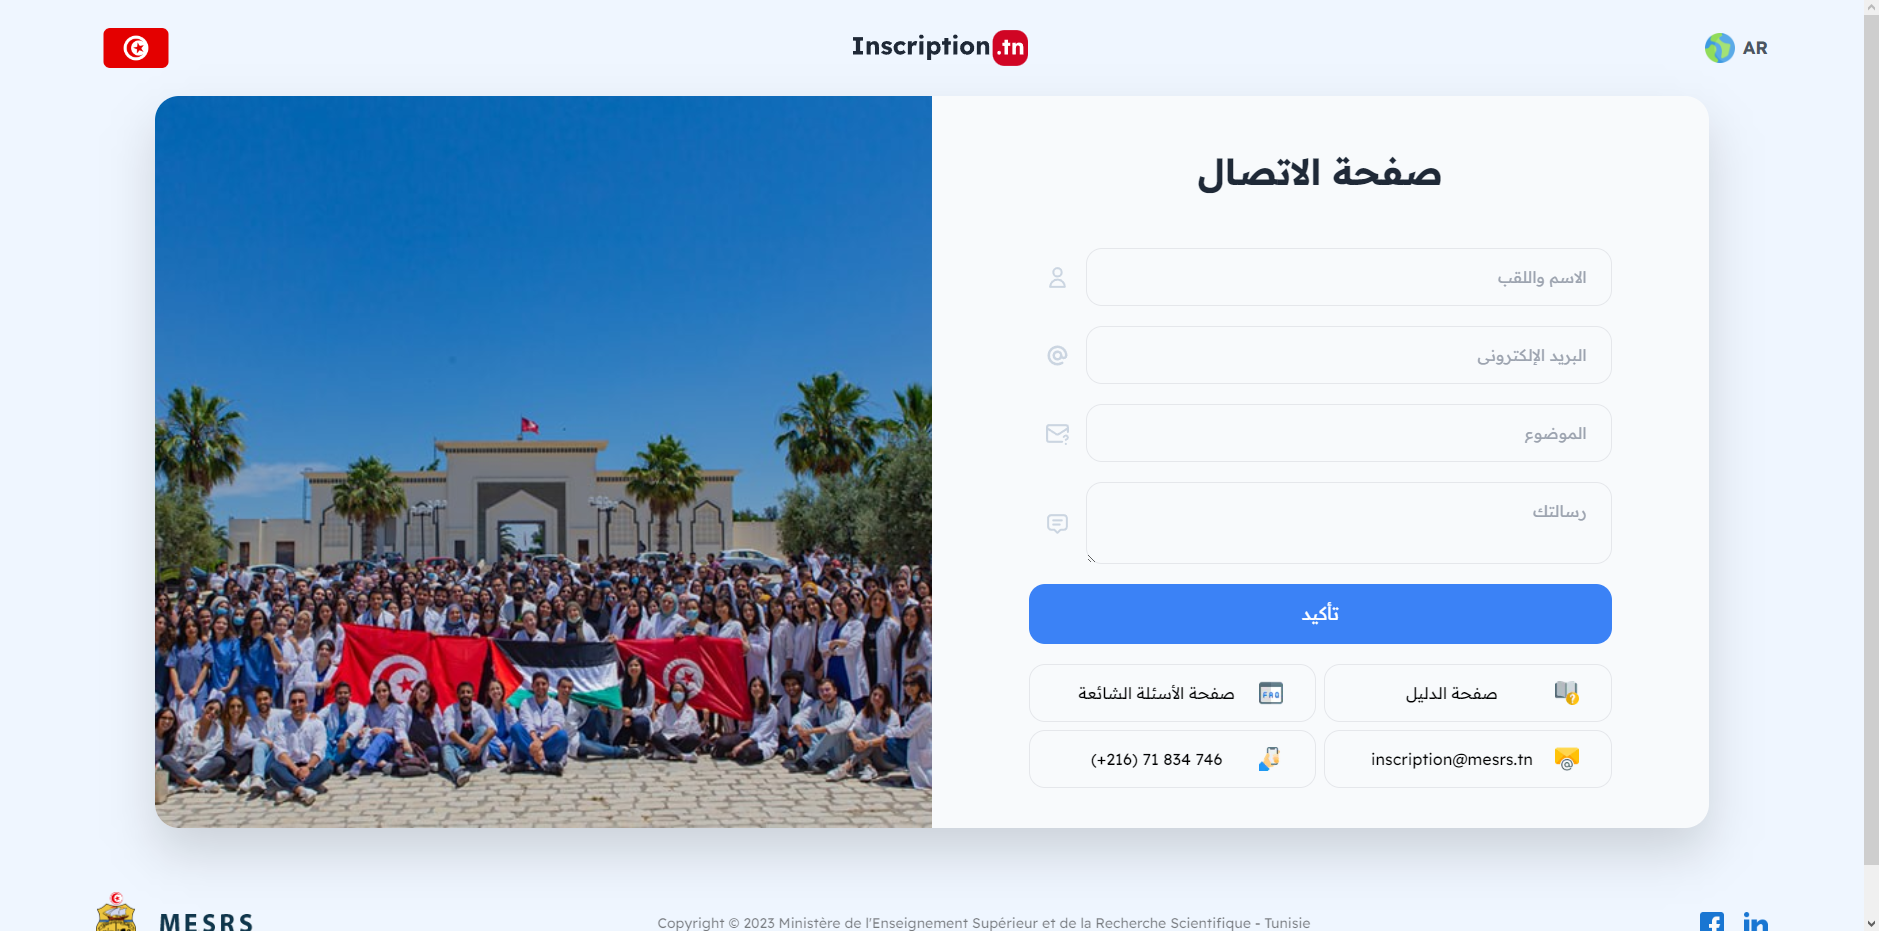 Inscription.tn
AR
صفحة الاتصال
الاسم واللقب
البريد الإلكتروني
الموضوع
رسالتك
تأكيد
صفحة الدليل
صفحة الأسئلة الشائعة
FAQ
inscription@mesrs.tn
(+216) 71 834 746
MESRS
Copyright © 2023 Ministère de l'Enseignement Supérieur et de la Recherche Scientifique - Tunisie